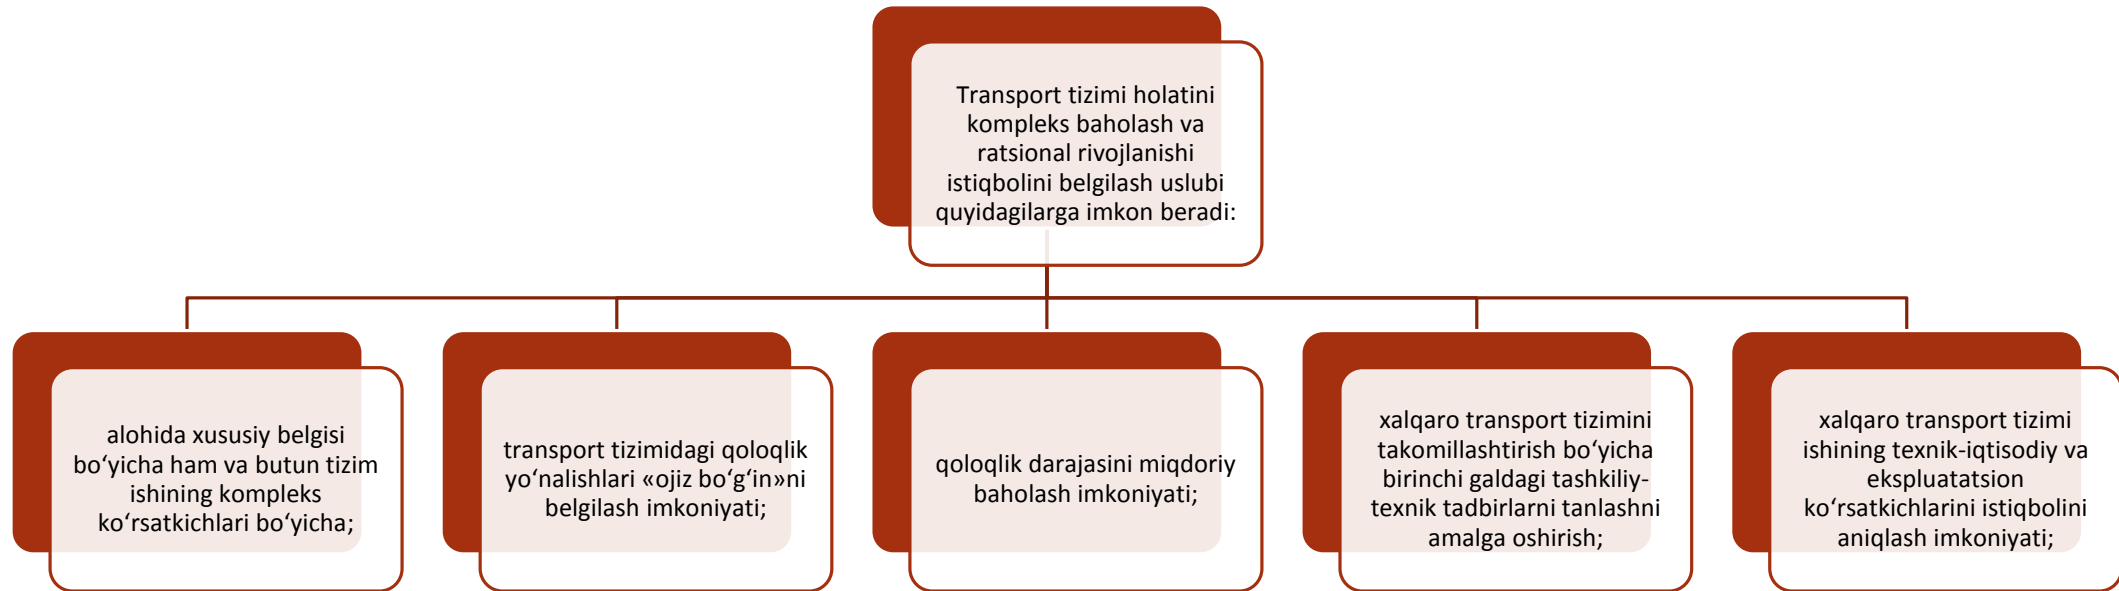 Transport tizimi holatini
kompleks baholash va
ratsional rivojlanishi
istiqbolini belgilash uslubi
quyidagilarga imkon beradi:
alohida xususiy belgisi
bo‘yicha ham va butun tizim
ishining kompleks
ko‘rsatkichlari bo‘yicha;
transport tizimidagi qoloqlik
yo‘nalishlari «ojiz bo‘g‘in»ni
belgilash imkoniyati;
qoloqlik darajasini miqdoriy
baholash imkoniyati;
xalqaro transport tizimini
takomillashtirish bo‘yicha
birinchi galdagi tashkiliy-
texnik tadbirlarni tanlashni
amalga oshirish;
xalqaro transport tizimi
ishining texnik-iqtisodiy va
ekspluatatsion
ko‘rsatkichlarini istiqbolini
aniqlash imkoniyati;